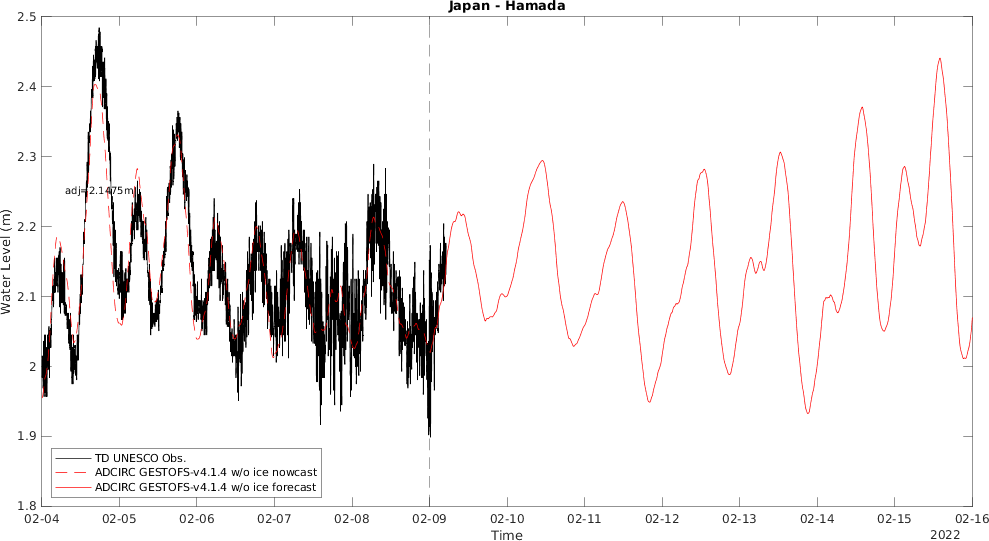 Japan - Hamada
2.5
2.4
2.3
adj=2.1475m
2.2
Water Level (m)
2.1
2
1.9
TD UNESCO Obs.
ADCIRC GESTOFS-v4.1.4 w/o ice nowcast
ADCIRC GESTOFS-v4.1.4 w/o ice forecast
1.8
02-04 02-05 02-06 02-07 02-08 02-09 02-10 02-11 02-12 02-13 02-14 02-15 02-16
Time
2022